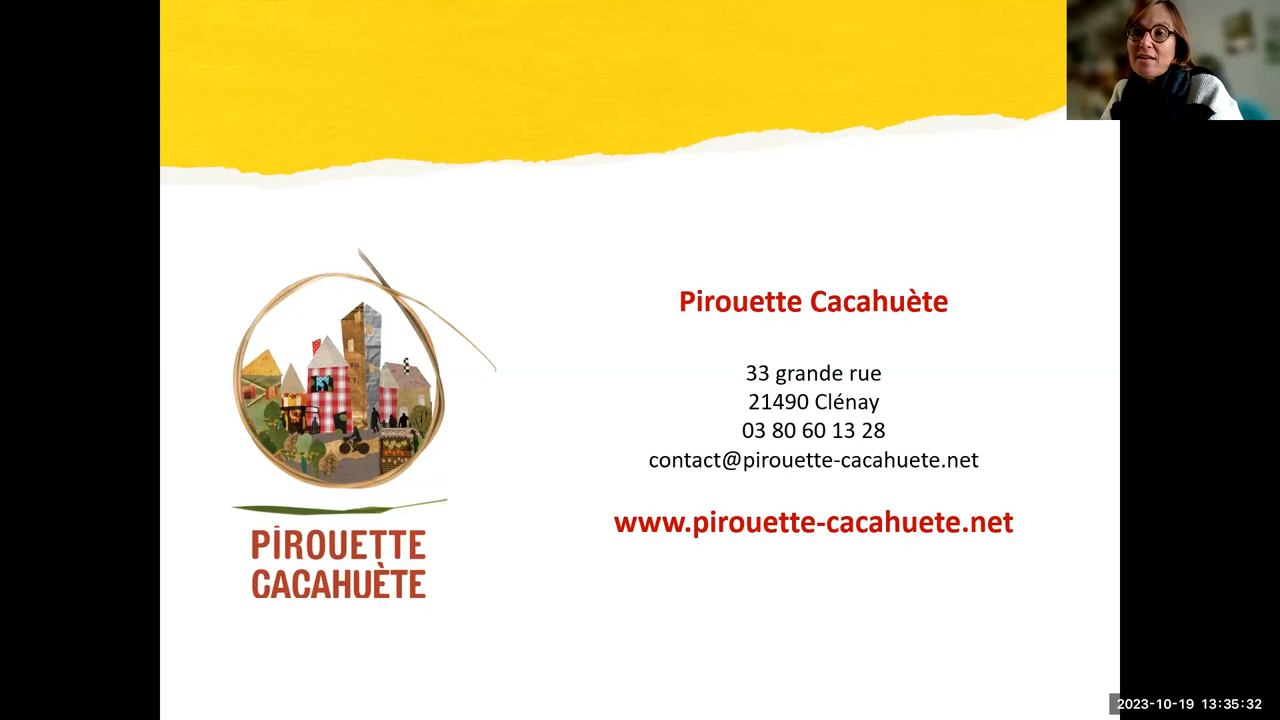 Pirouette Cacahuète
33 grande rue
21490 Clénay
03 80 60 13 28
contact@pirouette-cacahuete.net
www.pirouette-cacahuete.net
PIROUETTE
CACAHUÈTE
2023-10-19 13:35:32